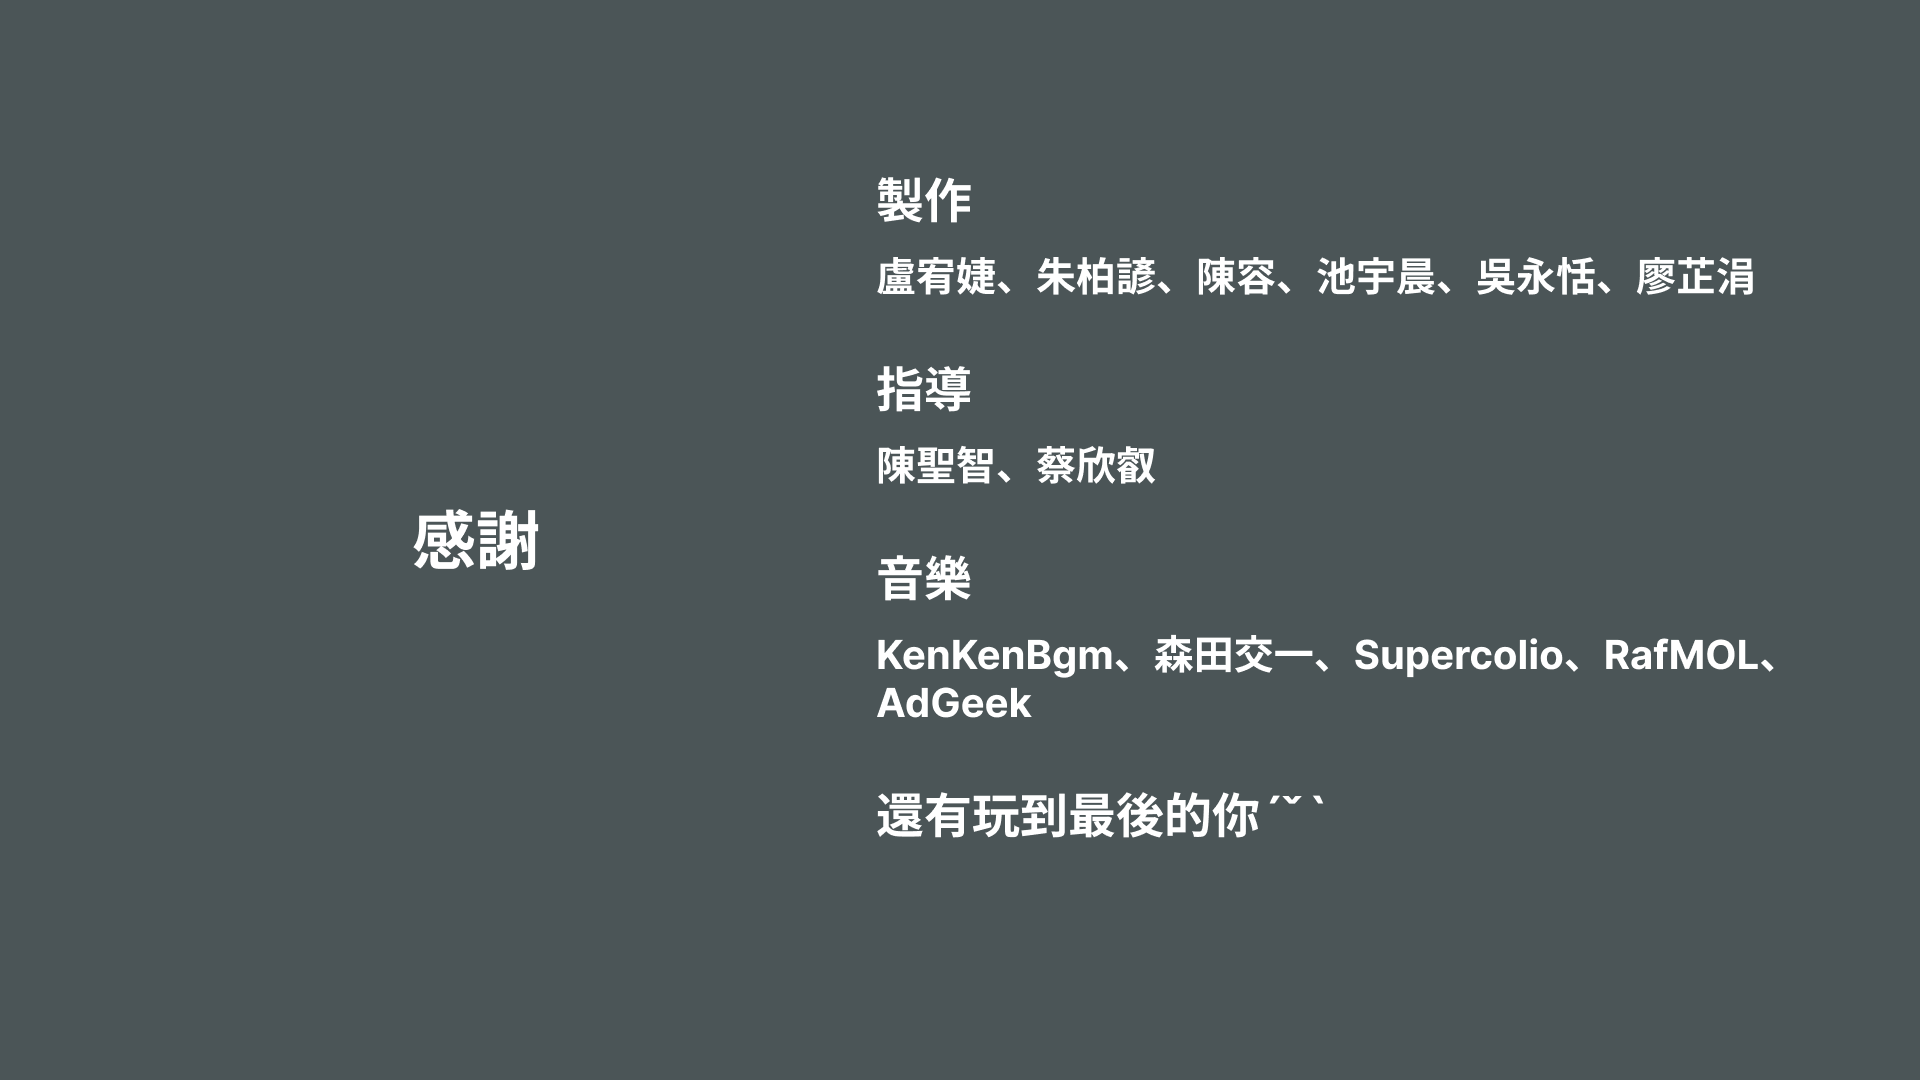 感謝
製作
盧宥婕、朱柏諺、陳容、池宇晨、吳永恬、廖芷涓
指導
陳聖智、蔡欣叡
音樂
KenKenBgm、森田交一、Supercolio、RafMOL、
AdGeek
還有玩到最後的你 ˊˇˋ